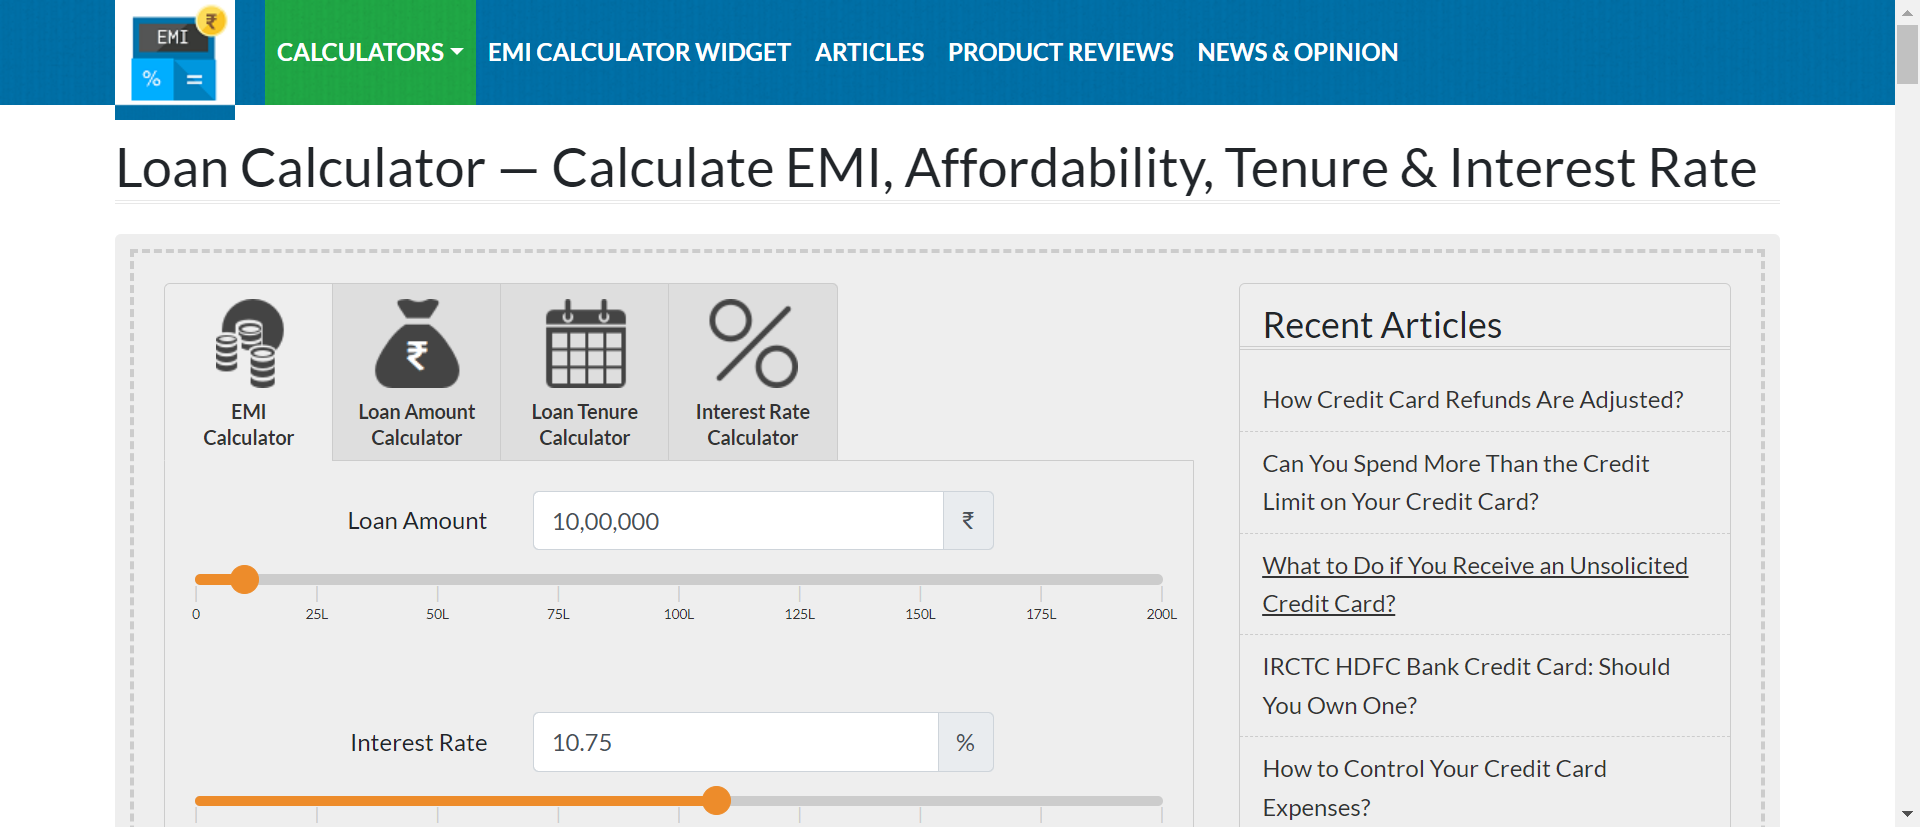 EMI
₹
%
=
CALCULATORS EMI CALCULATOR WIDGET ARTICLES PRODUCT REVIEWS NEWS & OPINION
Loan Calculator — Calculate EMI, Affordability, Tenure & Interest Rate
₹
EMI
Calculator
Loan Amount
Calculator
Loan Tenure
Calculator
Interest Rate
Calculator
Loan Amount 10,00,000 ₹
0 25L 50L 75L 100L 125L 150L 175L 200L
Interest Rate 10.75 %
Recent Articles
How Credit Card Refunds Are Adjusted?
Can You Spend More Than the Credit
Limit on Your Credit Card?
What to Do if You Receive an Unsolicited
Credit Card?
IRCTC HDFC Bank Credit Card: Should
You Own One?
How to Control Your Credit Card
Expenses?